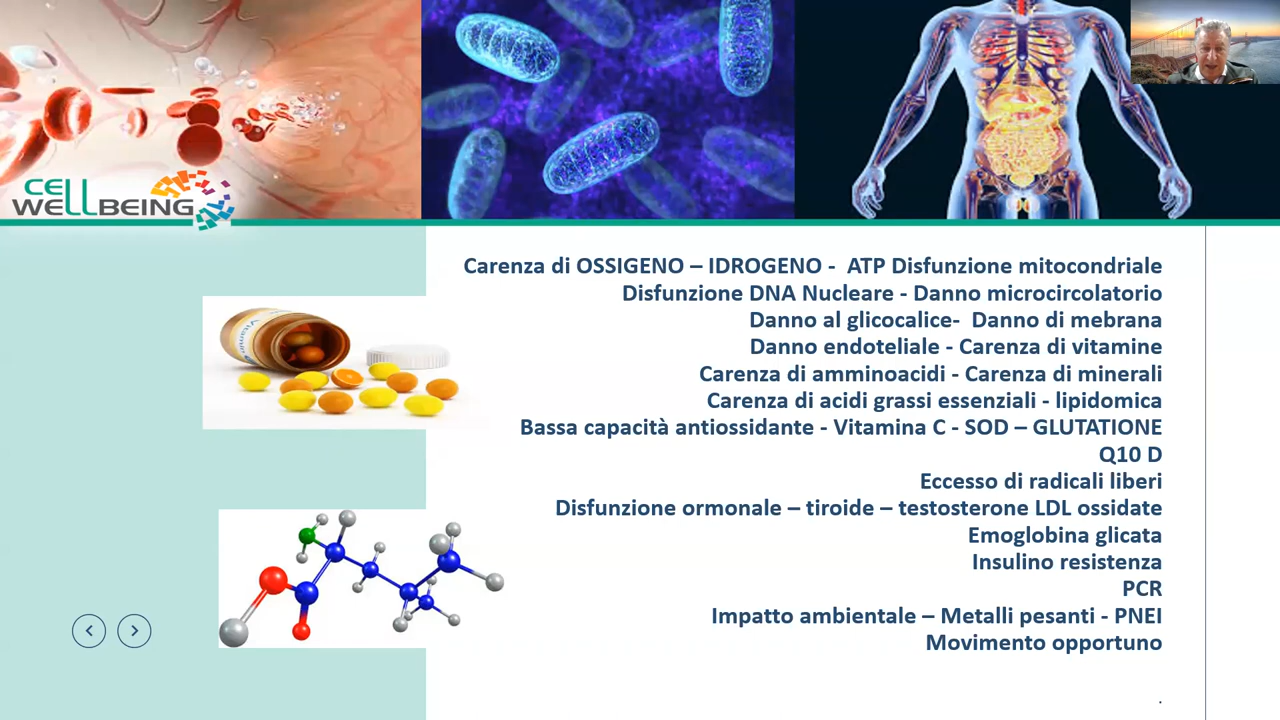 CELL
WELLBEING
Carenza di OSSIGENO – IDROGENO - ATP Disfunzione mitocondriale
Disfunzione DNA Nucleare - Danno microcircolatorio
Danno al glicocalice- Danno di mebrana
Danno endoteliale - Carenza di vitamine
Carenza di amminoacidi - Carenza di minerali
Carenza di acidi grassi essenziali - lipidomica
Bassa capacità antiossidante - Vitamina C - SOD – GLUTATIONE
Q10 D
Eccesso di radicali liberi
Disfunzione ormonale – tiroide – testosterone LDL ossidate
Emoglobina glicata
Insulino resistenza
PCR
Impatto ambientale – Metalli pesanti - PNEI
Movimento opportuno
.